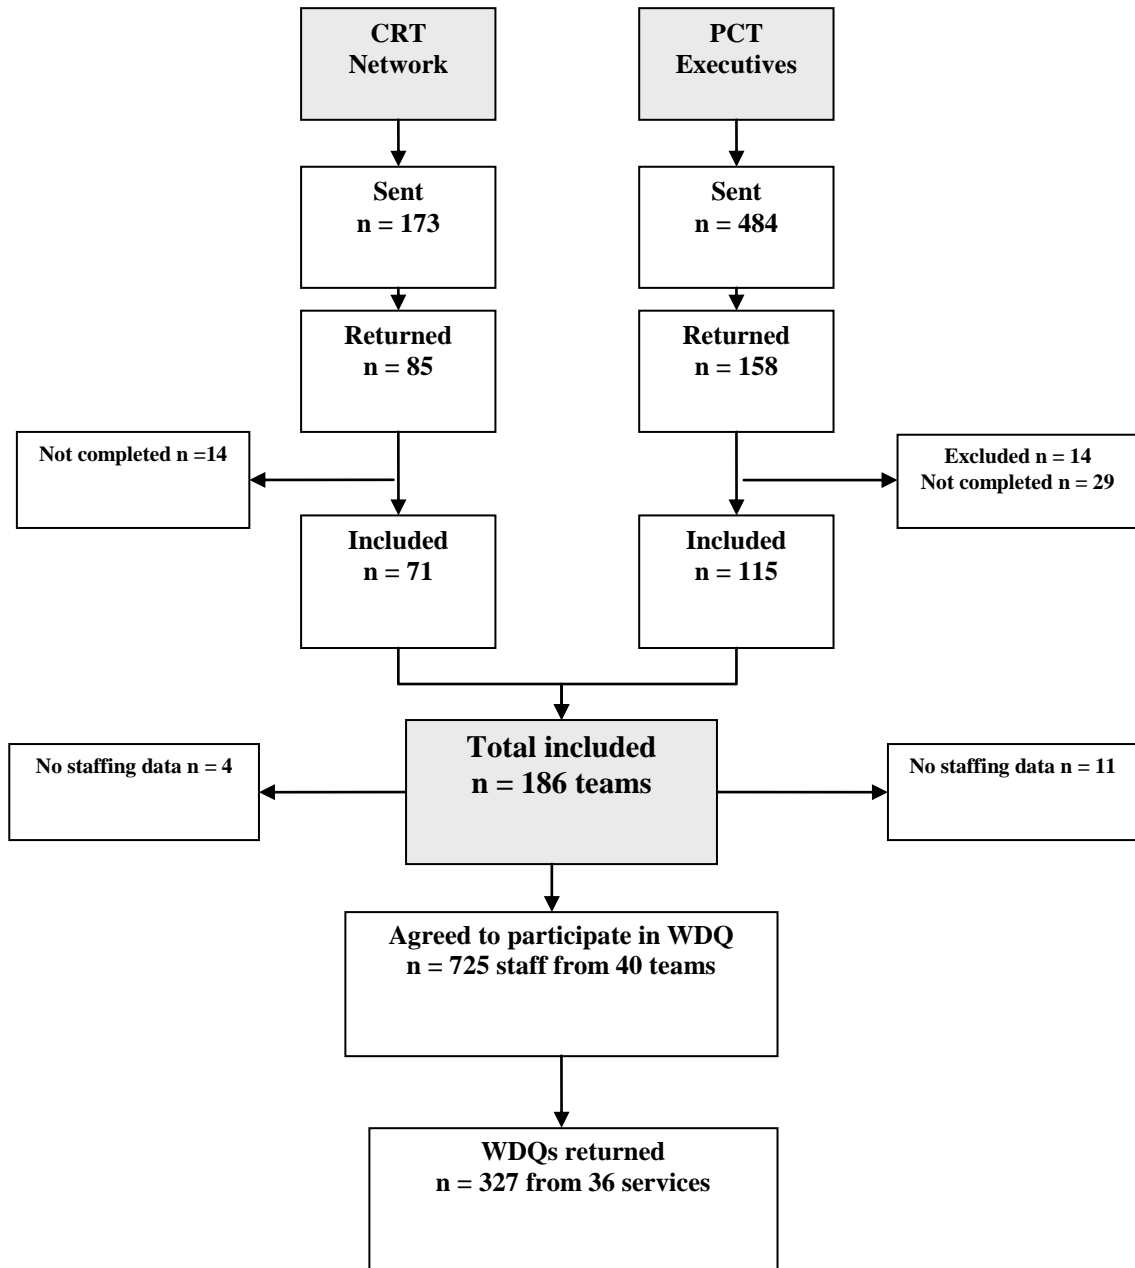 CRT
Network
PCT
Executives
Sent
n = 173
Sent
n = 484
Returned
n = 85
Returned
n = 158
Not completed n =14
Excluded n = 14
Not completed n = 29
Included
n = 71
Included
n = 115
Total included
n = 186 teams
No staffing data n = 4
No staffing data n = 11
Agreed to participate in WDQ
n = 725 staff from 40 teams
WDQs returned
n = 327 from 36 services